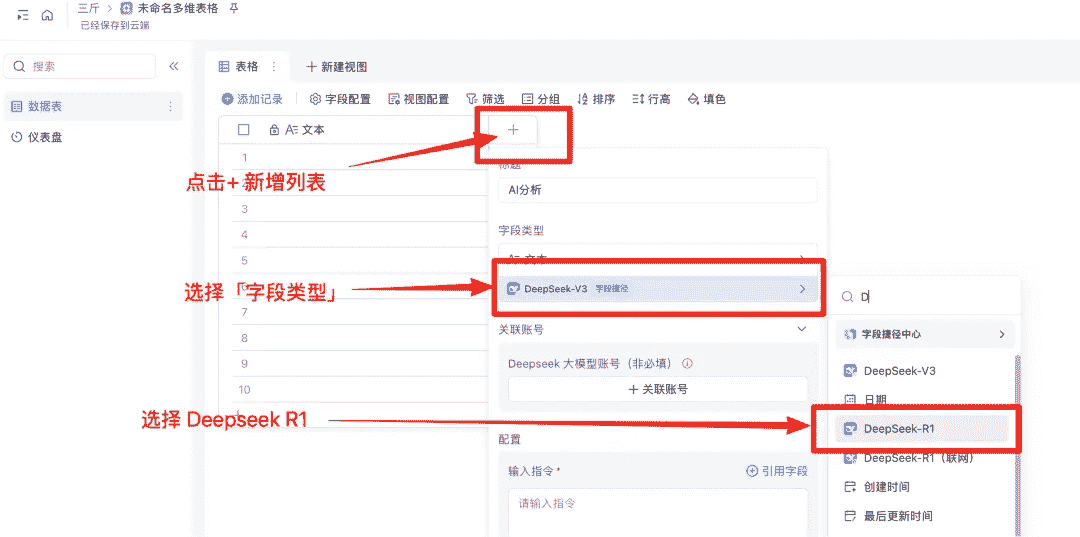 三斤 > 未命名多维表格
已经保存到云端
搜索
表格
+ 新建视图
数据表
仪表盘
添加记录
字段配置
视图配置
筛选
分组
排序
行高
填色
A= 文本
+
1
点击+ 新增列表
3
4
5
选择「字段类型」
7
8
9
10
选择 Deepseek R1
标题
AI分析
字段类型
A= 文本
DeepSeek-V3 字段捷径
关联账号
Deepseek 大模型账号（非必填）
+ 关联账号
配置
输入指令*
引用字段
请输入指令
D
字段捷径中心
DeepSeek-V3
日期
DeepSeek-R1
DeepSeek-R1（联网）
创建时间
最后更新时间